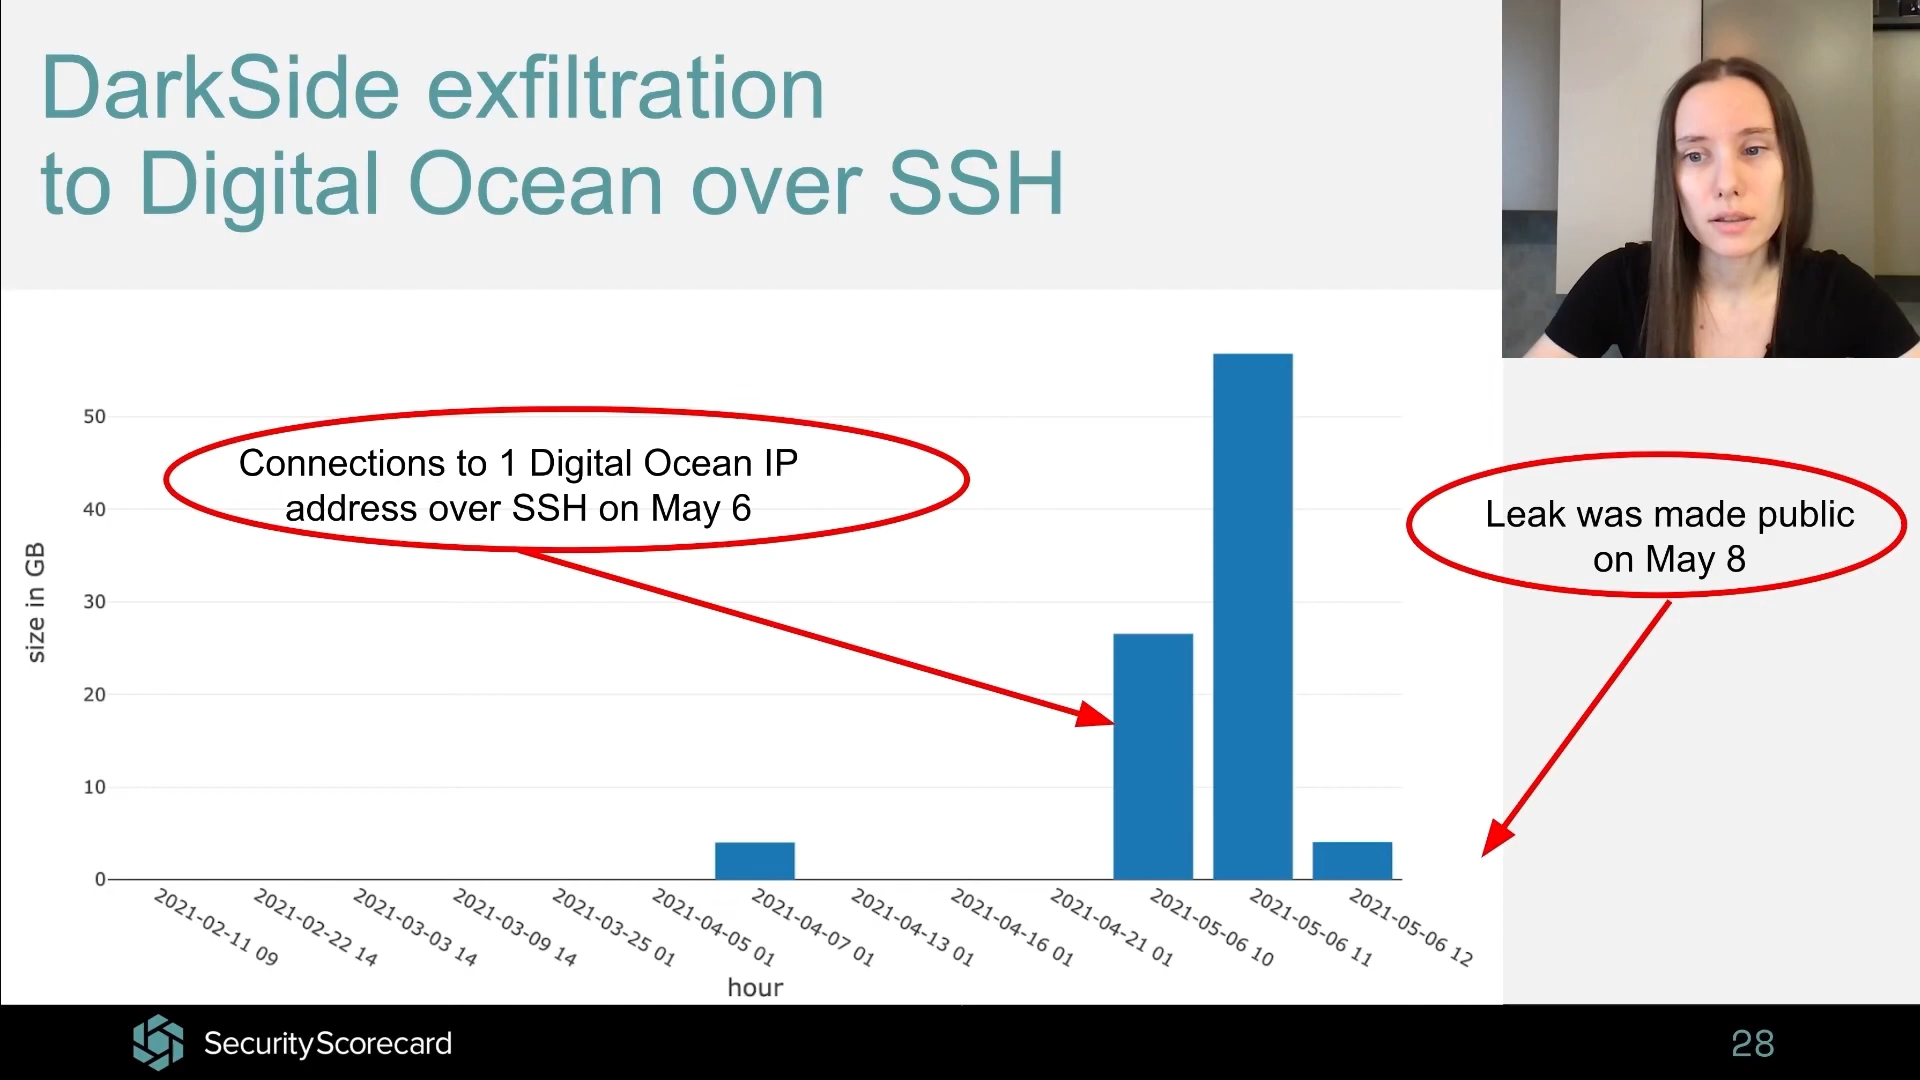 DarkSide exfiltration
to Digital Ocean over SSH
50
40
30
20
10
0
size in GB
Connections to 1 Digital Ocean IP
address over SSH on May 6
Leak was made public
on May 8
2021-02-11 09
2021-02-22 14
2021-03-03 14
2021-03-09 14
2021-03-25 01
2021-04-05 01
2021-04-07 01
2021-04-13 01
2021-04-16 01
2021-04-21 01
2021-05-06 10
2021-05-06 11
2021-05-06 12
hour
SecurityScorecard
28